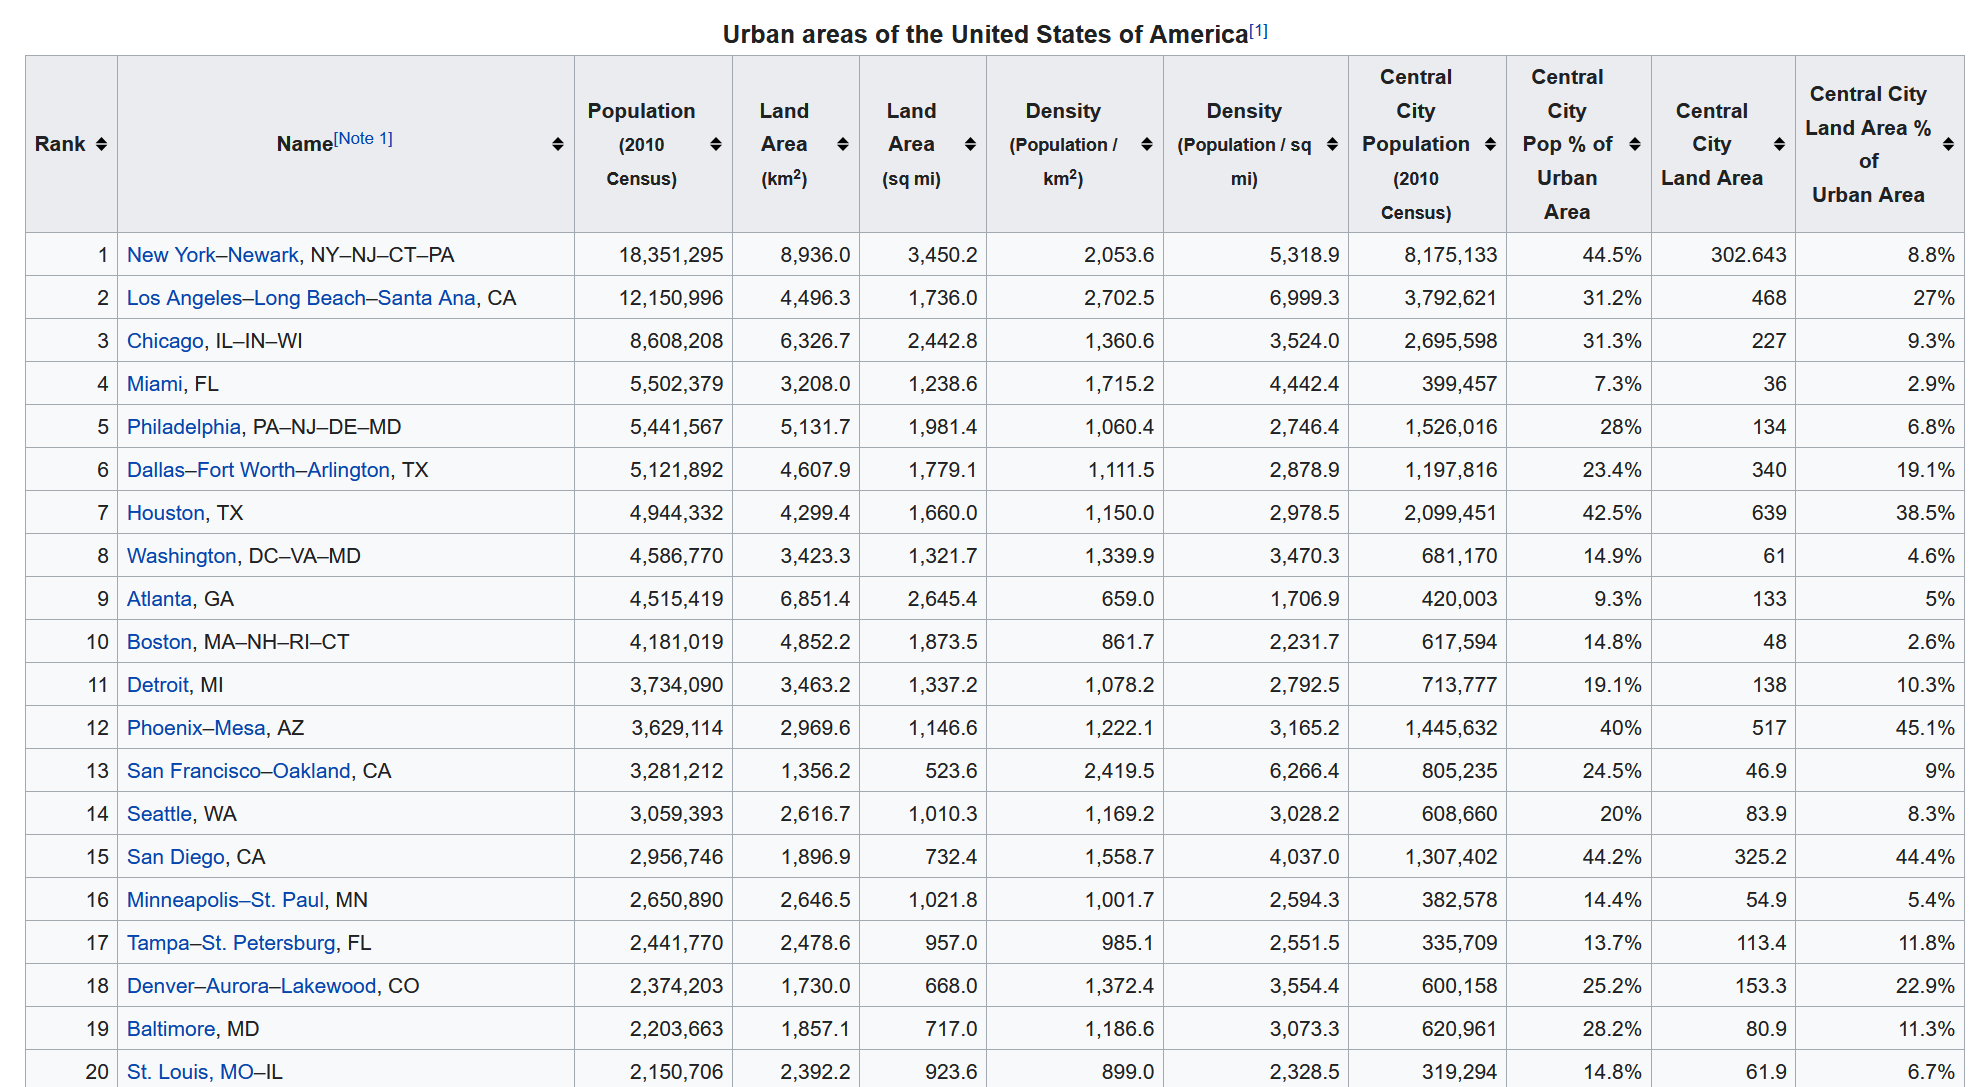 Urban areas of the United States of America[1]
Rank Name[Note 1] Population (2010 Census) Land Area (km²) Land Area (sq mi) Density (Population / km²) Density (Population / sq mi) Central City Population (2010 Census) Central City Pop % of Urban Area Central City Land Area Central City Land Area % of Urban Area
1 New York–Newark, NY–NJ–CT–PA 18,351,295 8,936.0 3,450.2 2,053.6 5,318.9 8,175,133 44.5% 302.643 8.8%
2 Los Angeles–Long Beach–Santa Ana, CA 12,150,996 4,496.3 1,736.0 2,702.5 6,999.3 3,792,621 31.2% 468 27%
3 Chicago, IL–IN–WI 8,608,208 6,326.7 2,442.8 1,360.6 3,524.0 2,695,598 31.3% 227 9.3%
4 Miami, FL 5,502,379 3,208.0 1,238.6 1,715.2 4,442.4 399,457 7.3% 36 2.9%
5 Philadelphia, PA–NJ–DE–MD 5,441,567 5,131.7 1,981.4 1,060.4 2,746.4 1,526,016 28% 134 6.8%
6 Dallas–Fort Worth–Arlington, TX 5,121,892 4,607.9 1,779.1 1,111.5 2,878.9 1,197,816 23.4% 340 19.1%
7 Houston, TX 4,944,332 4,299.4 1,660.0 1,150.0 2,978.5 2,099,451 42.5% 639 38.5%
8 Washington, DC–VA–MD 4,586,770 3,423.3 1,321.7 1,339.9 3,470.3 681,170 14.9% 61 4.6%
9 Atlanta, GA 4,515,419 6,851.4 2,645.4 659.0 1,706.9 420,003 9.3% 133 5%
10 Boston, MA–NH–RI–CT 4,181,019 4,852.2 1,873.5 861.7 2,231.7 617,594 14.8% 48 2.6%
11 Detroit, MI 3,734,090 3,463.2 1,337.2 1,078.2 2,792.5 713,777 19.1% 138 10.3%
12 Phoenix–Mesa, AZ 3,629,114 2,969.6 1,146.6 1,222.1 3,165.2 1,445,632 40% 517 45.1%
13 San Francisco–Oakland, CA 3,281,212 1,356.2 523.6 2,419.5 6,266.4 805,235 24.5% 46.9 9%
14 Seattle, WA 3,059,393 2,616.7 1,010.3 1,169.2 3,028.2 608,660 20% 83.9 8.3%
15 San Diego, CA 2,956,746 1,896.9 732.4 1,558.7 4,037.0 1,307,402 44.2% 325.2 44.4%
16 Minneapolis–St. Paul, MN 2,650,890 2,646.5 1,021.8 1,001.7 2,594.3 382,578 14.4% 54.9 5.4%
17 Tampa–St. Petersburg, FL 2,441,770 2,478.6 957.0 985.1 2,551.5 335,709 13.7% 113.4 11.8%
18 Denver–Aurora–Lakewood, CO 2,374,203 1,730.0 668.0 1,372.4 3,554.4 600,158 25.2% 153.3 22.9%
19 Baltimore, MD 2,203,663 1,857.1 717.0 1,186.6 3,073.3 620,961 28.2% 80.9 11.3%
20 St. Louis, MO–IL 2,150,706 2,392.2 923.6 899.0 2,328.5 319,294 14.8% 61.9 6.7%